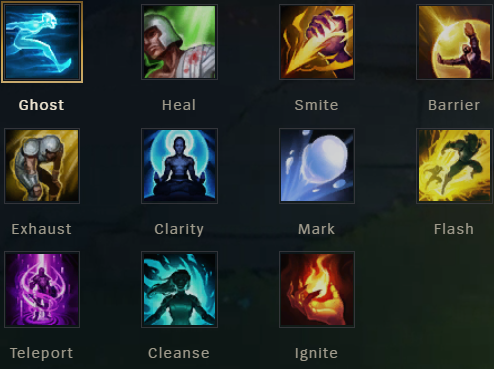 Ghost Heal Smite Barrier
Exhaust Clarity Mark Flash
Teleport Cleanse Ignite